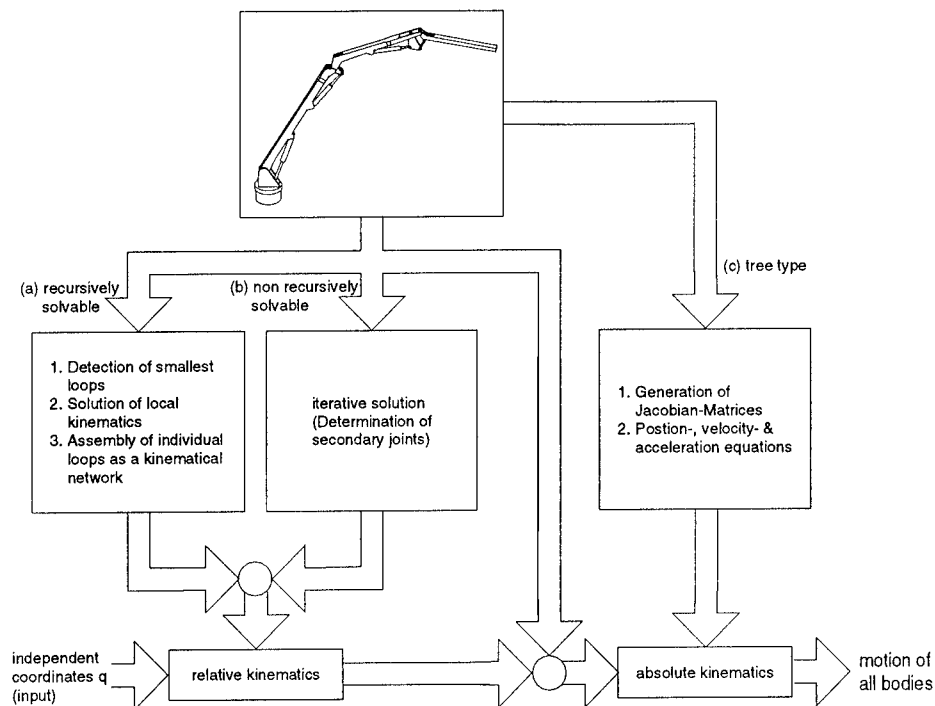 (c) tree type
(a) recursively
solvable
(b) non recursively
solvable
1. Detection of smallest
loops
2. Solution of local
kinematics
3. Assembly of individual
loops as a kinematical
network
iterative solution
(Determination of
secondary joints)
1. Generation of
Jacobian-Matrices
2. Postion-, velocity- &
acceleration equations
independent
coordinates q
(input)
relative kinematics
absolute kinematics
motion of
all bodies